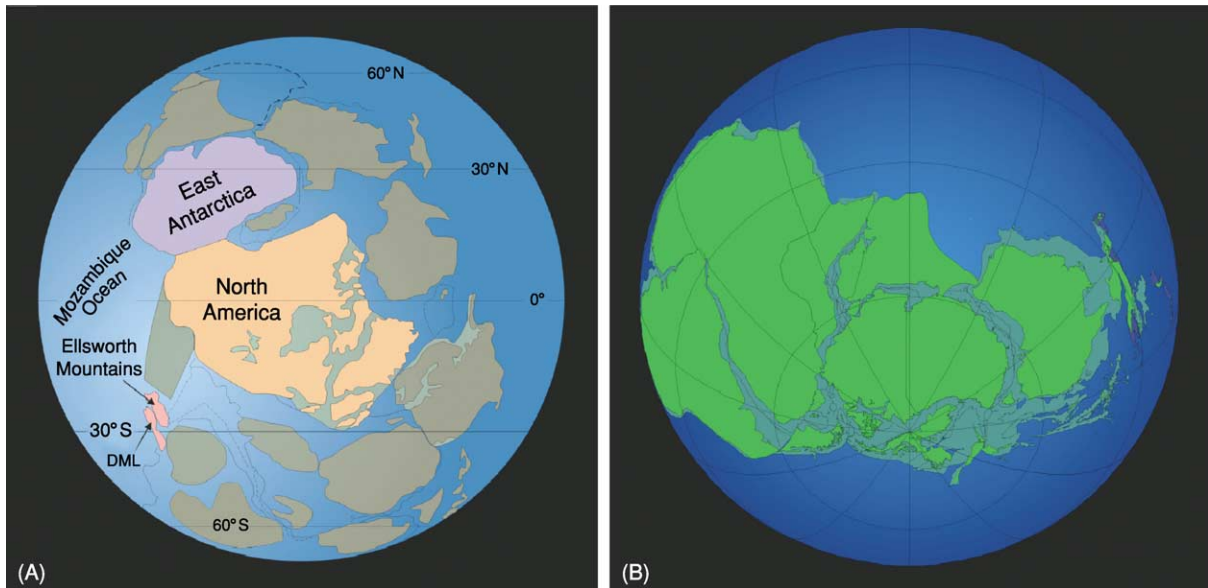 60° N
30° N
East
Antarctica
Mozambique
Ocean
North
America
0°
Ellsworth
Mountains
30° S
DML
60° S
(A)
(B)